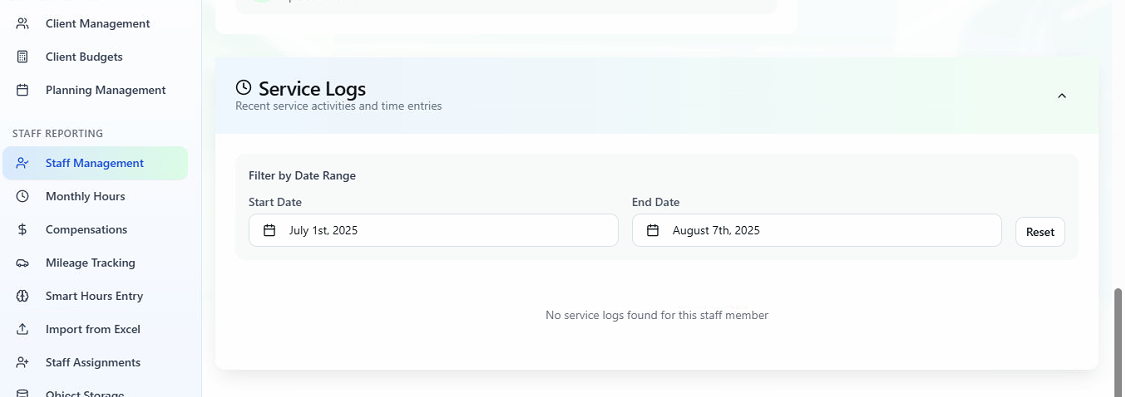 Client Management
Client Budgets
Planning Management
STAFF REPORTING
Staff Management
Monthly Hours
Compensations
Mileage Tracking
Smart Hours Entry
Import from Excel
Staff Assignments
Object Storage
Service Logs
Recent service activities and time entries
Filter by Date Range
Start Date
End Date
July 1st, 2025
August 7th, 2025
Reset
No service logs found for this staff member